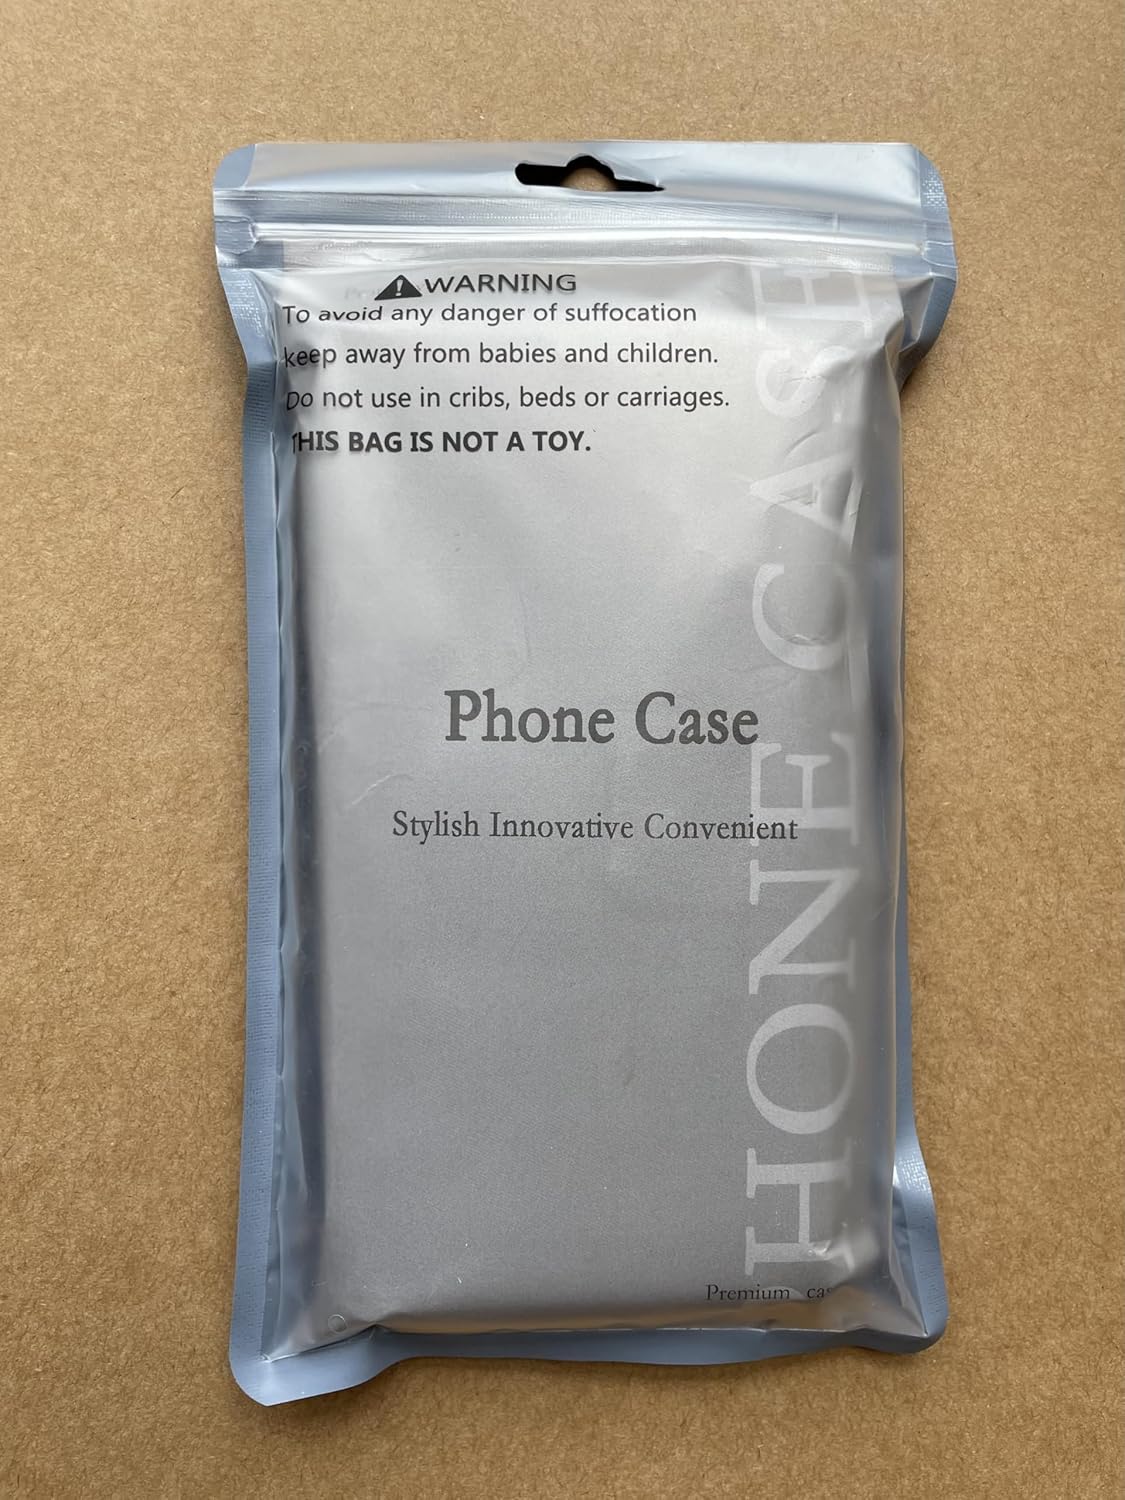 WARNING
To avoid any danger of suffocation
keep away from babies and children.
Do not use in cribs, beds or carriages.
THIS BAG IS NOT A TOY.
Phone Case
Stylish Innovative Convenient
HONE CASE
Premium